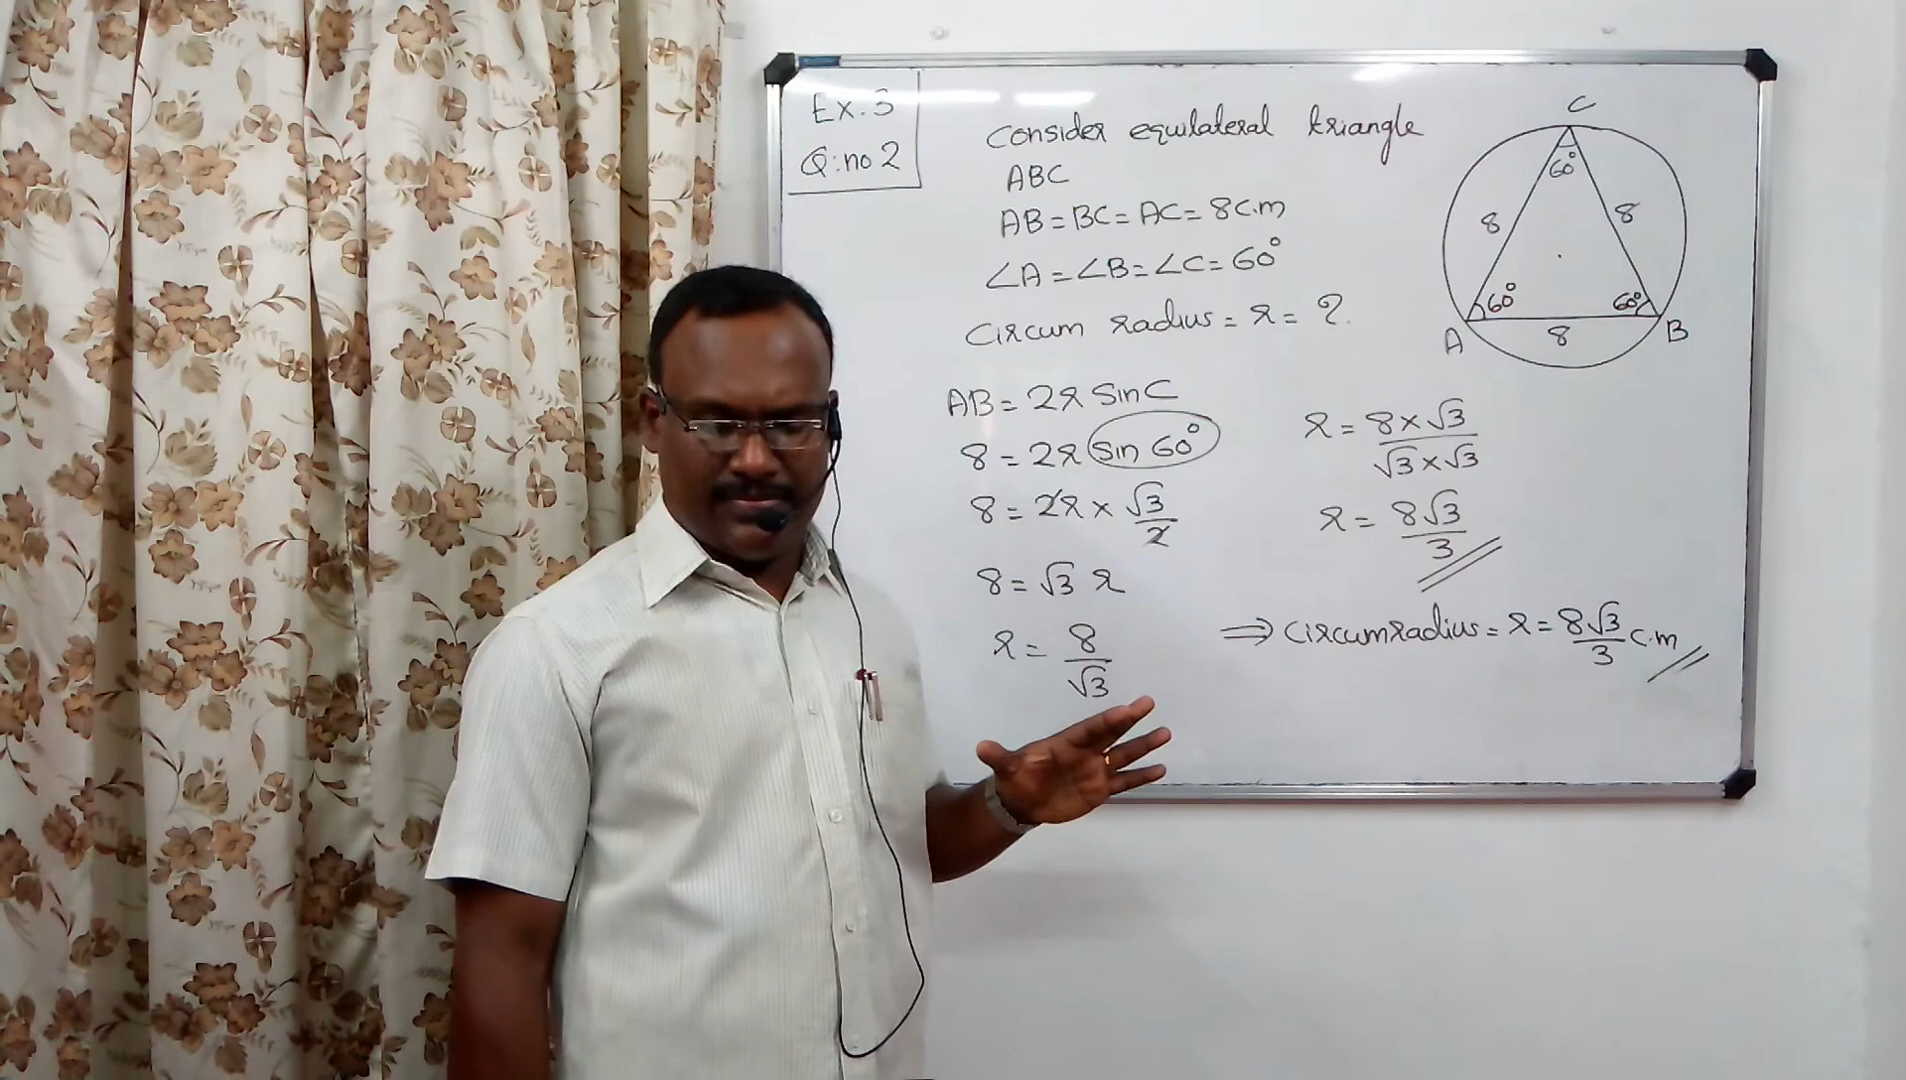 Ex. 3
Q: no 2
Consider equilateral triangle
ABC
AB = BC = AC = 8 c.m
∠A = ∠B = ∠C = 60°
Circum radius = r = ?
AB = 2r Sin C
8 = 2r Sin 60°
8 = 2r × √3/2
8 = √3 r
r = 8/√3
r = 8 × √3 / √3 × √3
r = 8√3/3
⇒ Circumradius = r = 8√3/3 c.m
C
60°
8
8
60°
60°
A
8
B